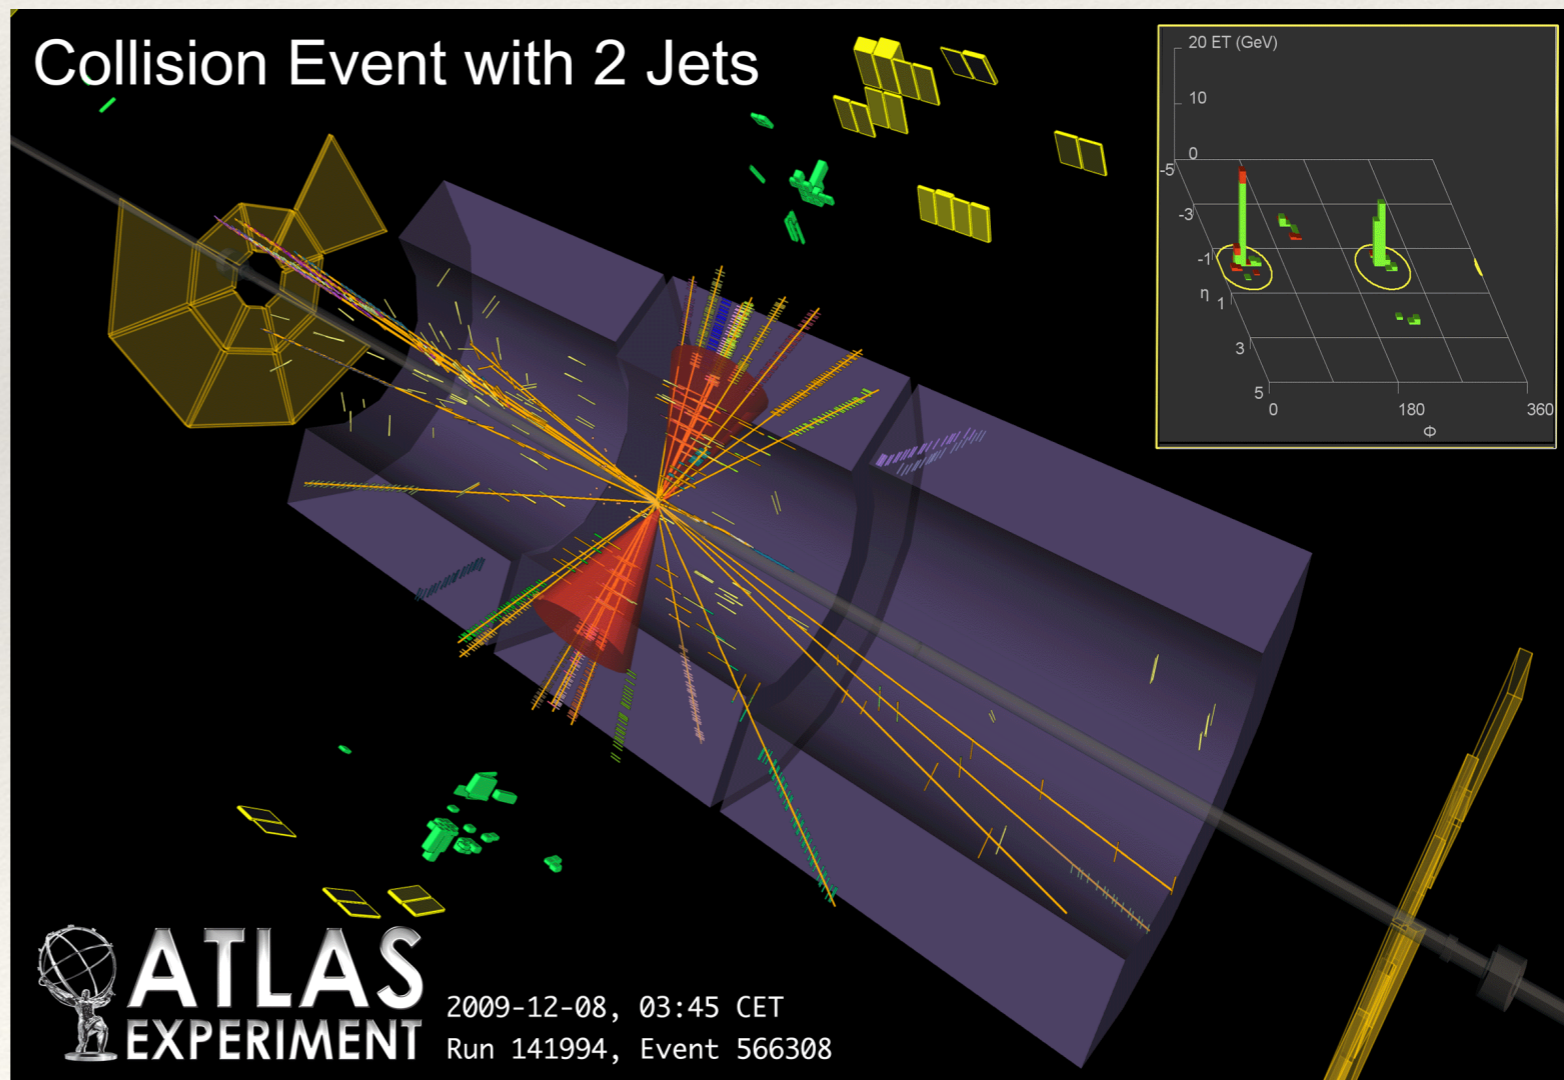 Collision Event with 2 Jets
20 ET (GeV)
10
0
-5
-3
-1
η
1
3
5
0
180
360
Φ
ATLAS
EXPERIMENT
2009-12-08, 03:45 CET
Run 141994, Event 566308